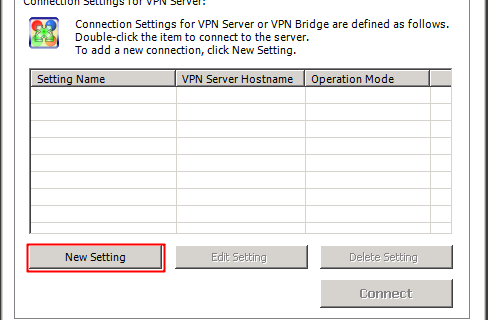 Connection Settings for VPN Server:
Connection Settings for VPN Server or VPN Bridge are defined as follows.
Double-click the item to connect to the server.
To add a new connection, click New Setting.
Setting Name VPN Server Hostname Operation Mode
New Setting Edit Setting Delete Setting
Connect